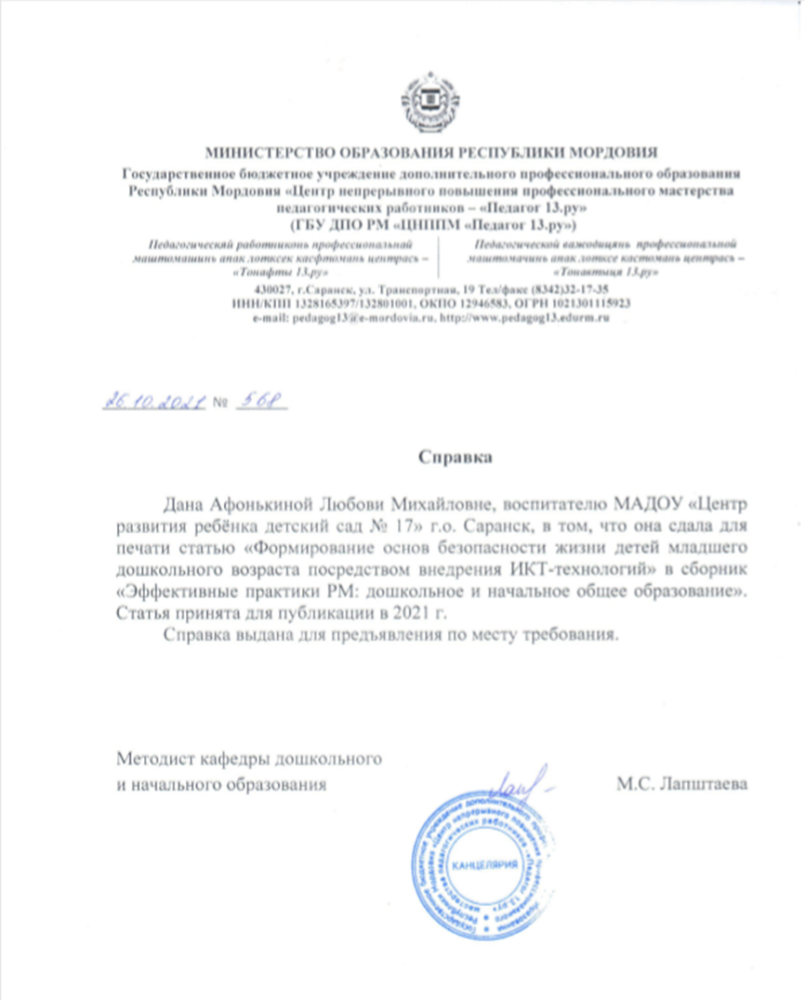 МИНИСТЕРСТВО ОБРАЗОВАНИЯ РЕСПУБЛИКИ МОРДОВИЯ
Государственное бюджетное учреждение дополнительного профессионального образования
Республики Мордовия «Центр непрерывного повышения профессионального мастерства
педагогических работников – «Педагог 13.ру»
(ГБУ ДПО РМ «ЦНППМ «Педагог 13.ру»)
Педагогическяй работниконь профессиональнай
маштомашинь апак лотксек касфтомань центрась –
«Тонафты 13.ру»
Педагогической важодицянь профессиональной
маштомачинь апак лотксе кастомань центрась –
«Тонавтыця 13.ру»
430027, г.Саранск, ул. Транспортная, 19 Тел/факс (8342)32-17-35
ИНН/КПП 1328165397/132801001, ОКПО 12946583, ОГРН 1021301115923
e-mail: pedagog13@e-mordovia.ru, http://www.pedagog13.edurm.ru
26.10.2021 № 568
Справка
Дана Афонькиной Любови Михайловне, воспитателю МАДОУ «Центр
развития ребёнка детский сад № 17» г.о. Саранск, в том, что она сдала для
печати статью «Формирование основ безопасности жизни детей младшего
дошкольного возраста посредством внедрения ИКТ-технологий» в сборник
«Эффективные практики РМ: дошкольное и начальное общее образование».
Статья принята для публикации в 2021 г.
Справка выдана для предъявления по месту требования.
Методист кафедры дошкольного
и начального образования
М.С. Лапштаева
КАНЦЕЛЯРИЯ